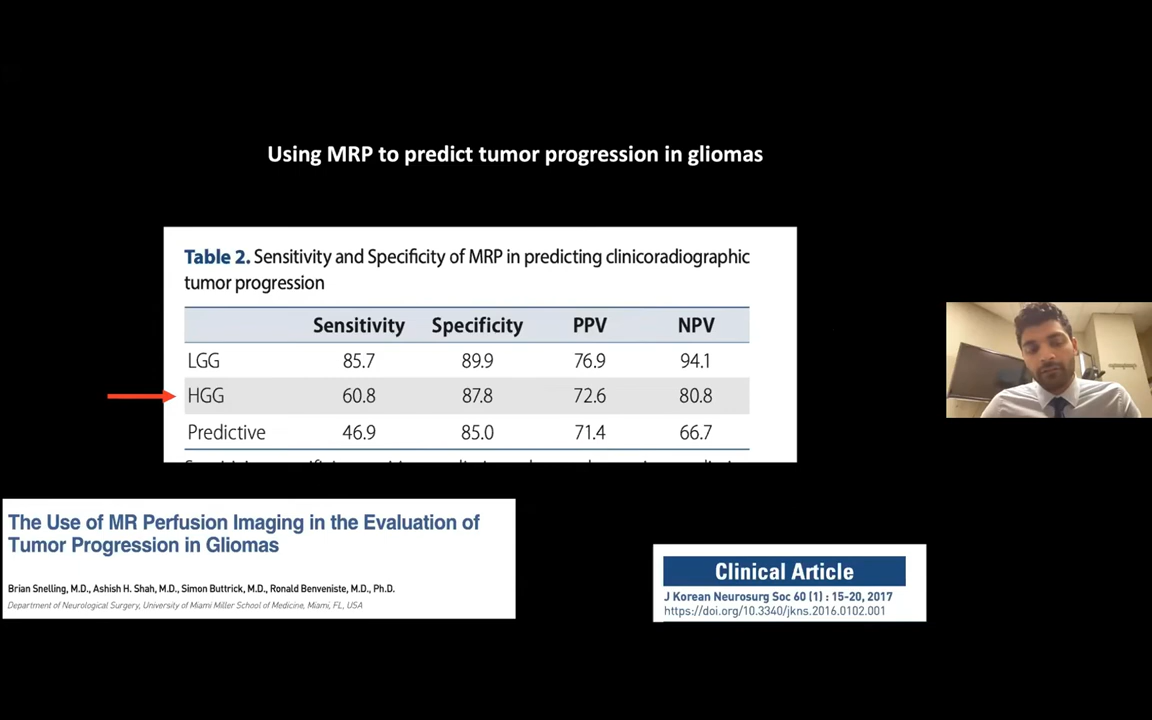 Using MRP to predict tumor progression in gliomas
Table 2. Sensitivity and Specificity of MRP in predicting clinicoradiographic
tumor progression
Sensitivity Specificity PPV NPV
LGG 85.7 89.9 76.9 94.1
HGG 60.8 87.8 72.6 80.8
Predictive 46.9 85.0 71.4 66.7
The Use of MR Perfusion Imaging in the Evaluation of
Tumor Progression in Gliomas
Brian Snelling, M.D., Ashish H. Shah, M.D., Simon Buttrick, M.D., Ronald Benveniste, M.D., Ph.D.
Department of Neurological Surgery, University of Miami Miller School of Medicine, Miami, FL, USA
Clinical Article
J Korean Neurosurg Soc 60 (1) : 15-20, 2017
https://doi.org/10.3340/jkns.2016.0102.001